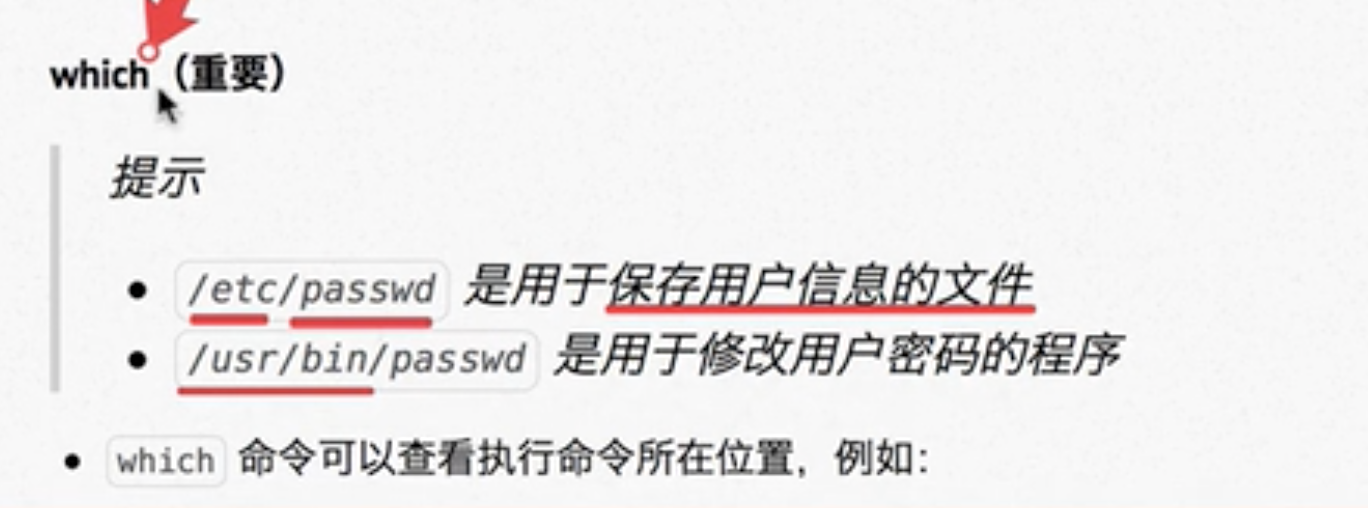 which（重要）
提示
/etc/passwd 是用于保存用户信息的文件
/usr/bin/passwd 是用于修改用户密码的程序
which 命令可以查看执行命令所在位置，例如：